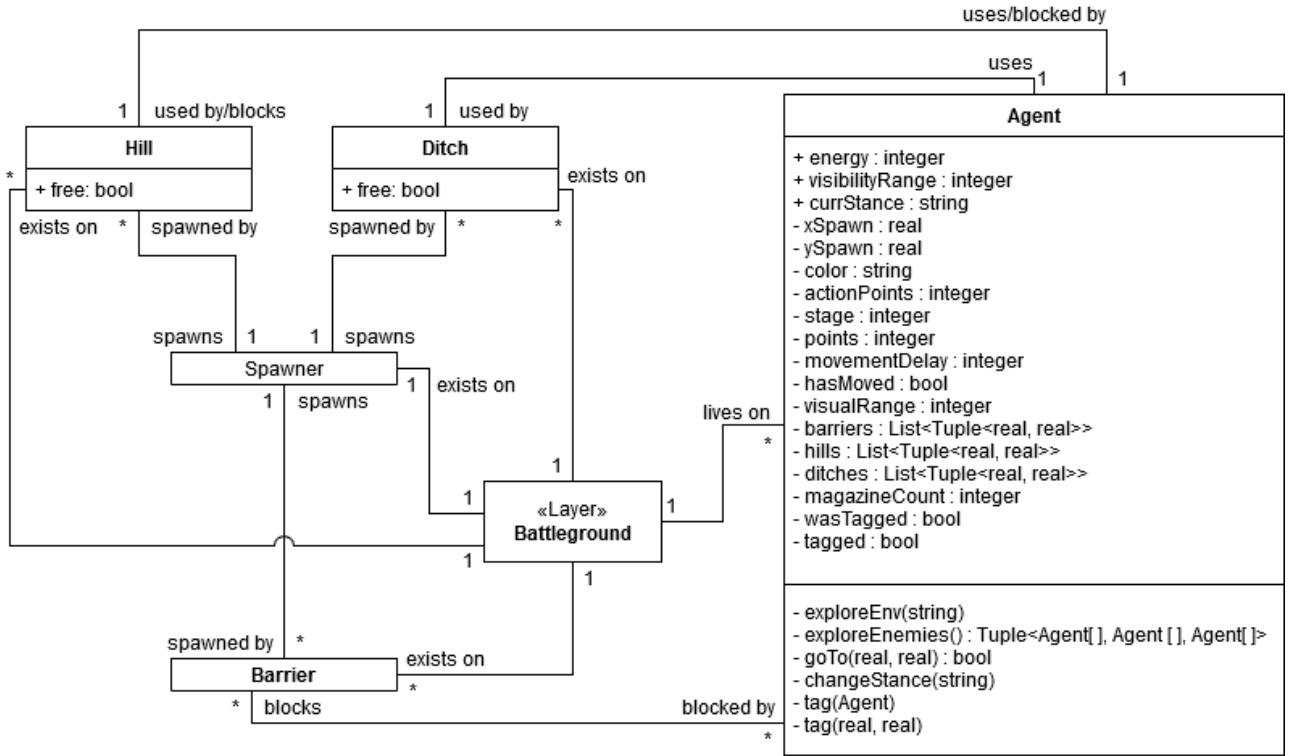 uses/blocked by
uses
1
1
1 used by/blocks
1 used by
Agent
Hill
Ditch
+ free: bool
+ free: bool
*
exists on
* spawned by
spawned by *
exists on
*
+ energy : integer
+ visibilityRange : integer
+ currStance : string
- xSpawn : real
- ySpawn : real
- color : string
- actionPoints : integer
- stage : integer
- points : integer
- movementDelay : integer
- hasMoved : bool
- visualRange : integer
- barriers : List<Tuple<real, real>>
- hills : List<Tuple<real, real>>
- ditches : List<Tuple<real, real>>
- magazineCount : integer
- wasTagged : bool
- tagged : bool
spawns 1
1 spawns
Spawner
1 spawns
1 exists on
lives on
*
1
1
1
1
1
«Layer»
Battleground
spawned by *
Barrier
exists on
*
* blocks
blocked by
*
- exploreEnv(string)
- exploreEnemies() : Tuple<Agent[ ], Agent [ ], Agent[ ]>
- goTo(real, real) : bool
- changeStance(string)
- tag(Agent)
- tag(real, real)